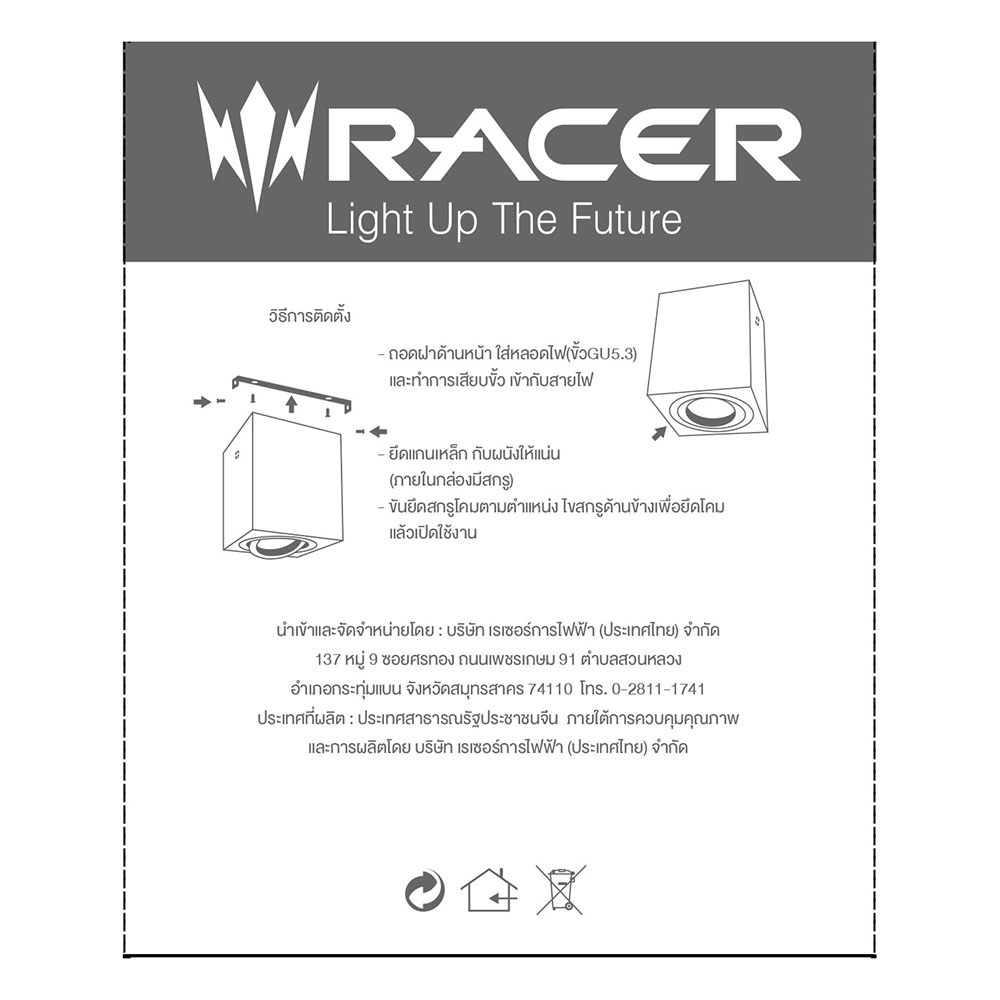 RACER
Light Up The Future
วิธีการติดตั้ง
- ถอดฝาด้านหน้า ใส่หลอดไฟ(ขั้วGU5.3)
และทำการเสียบขั้ว เข้ากับสายไฟ
- ยึดแกนเหล็ก กับผนังให้แน่น
(ภายในกล่องมีสกรู)
- ขันยึดสกรูโคมตามตำแหน่ง ไขสกรูด้านข้างเพื่อยึดโคม
แล้วเปิดใช้งาน
นำเข้าและจัดจำหน่ายโดย : บริษัท เรเซอร์การไฟฟ้า (ประเทศไทย) จำกัด
137 หมู่ 9 ซอยศรทอง ถนนเพชรเกษม 91 ตำบลสวนหลวง
อำเภอกระทุ่มแบน จังหวัดสมุทรสาคร 74110 โทร. 0-2811-1741
ประเทศที่ผลิต : ประเทศสาธารณรัฐประชาชนจีน ภายใต้การควบคุมคุณภาพ
และการผลิตโดย บริษัท เรเซอร์การไฟฟ้า (ประเทศไทย) จำกัด